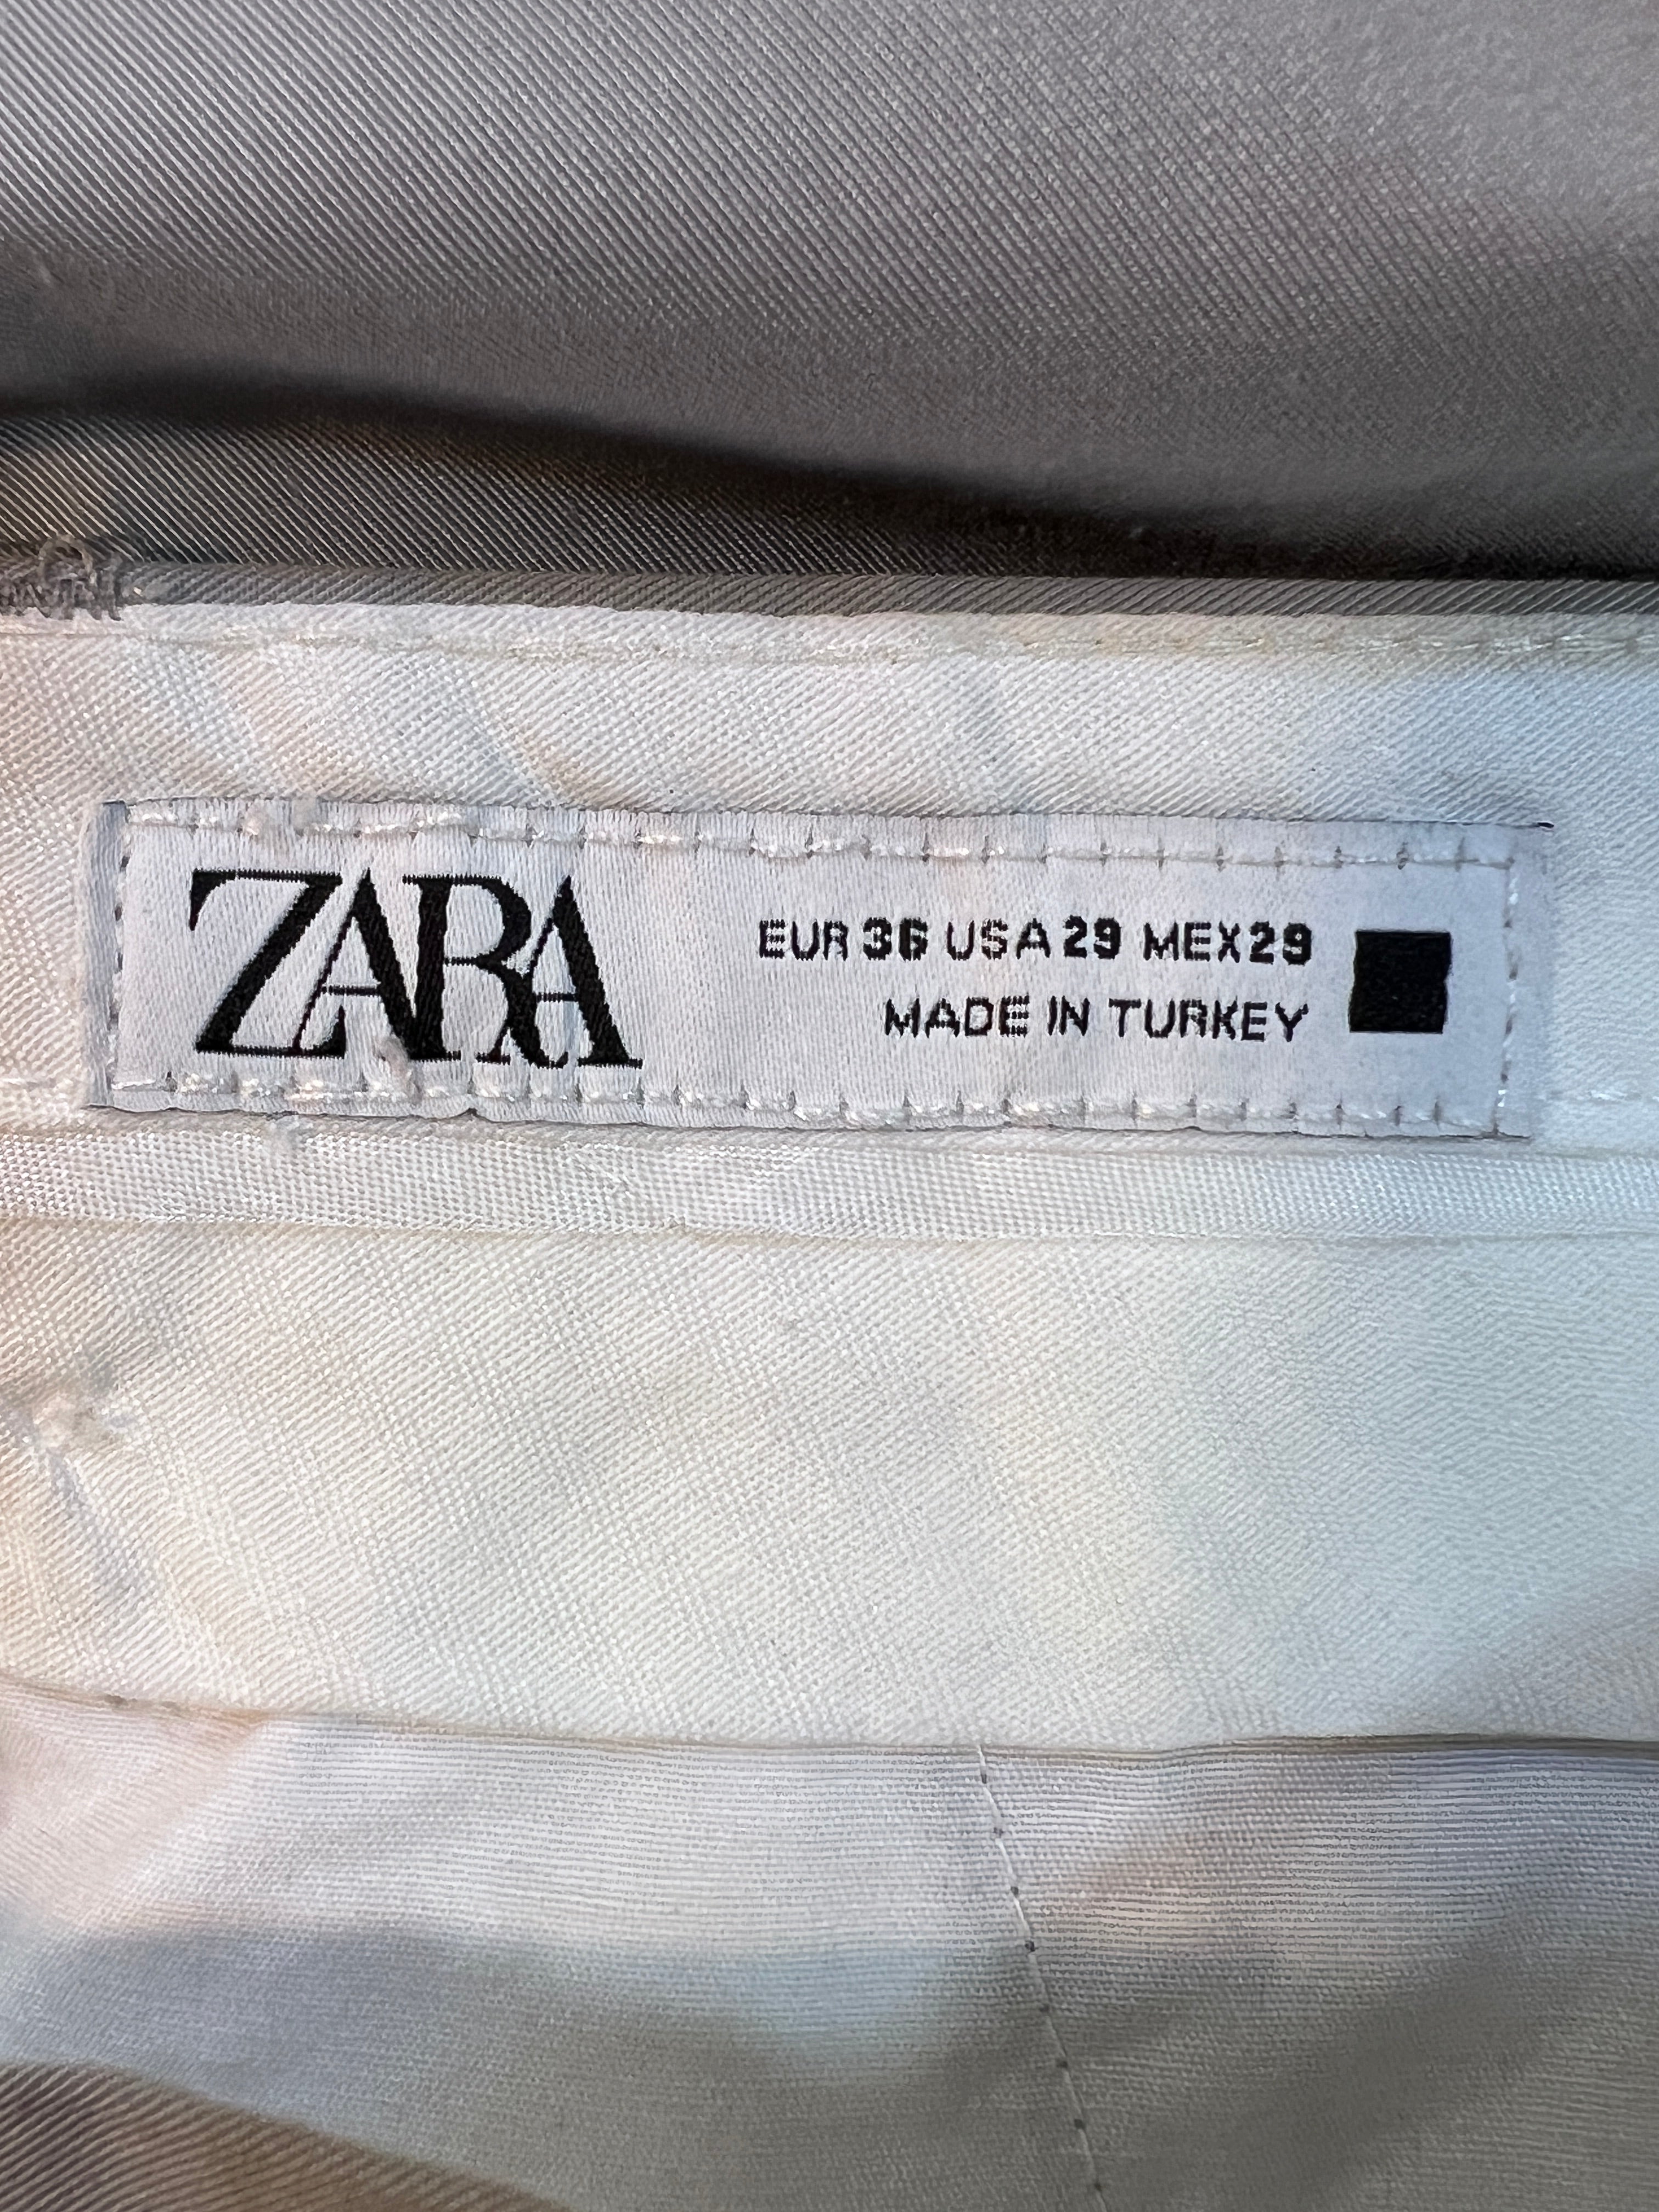 ZARA
EUR 36 USA 29 MEX 29
MADE IN TURKEY